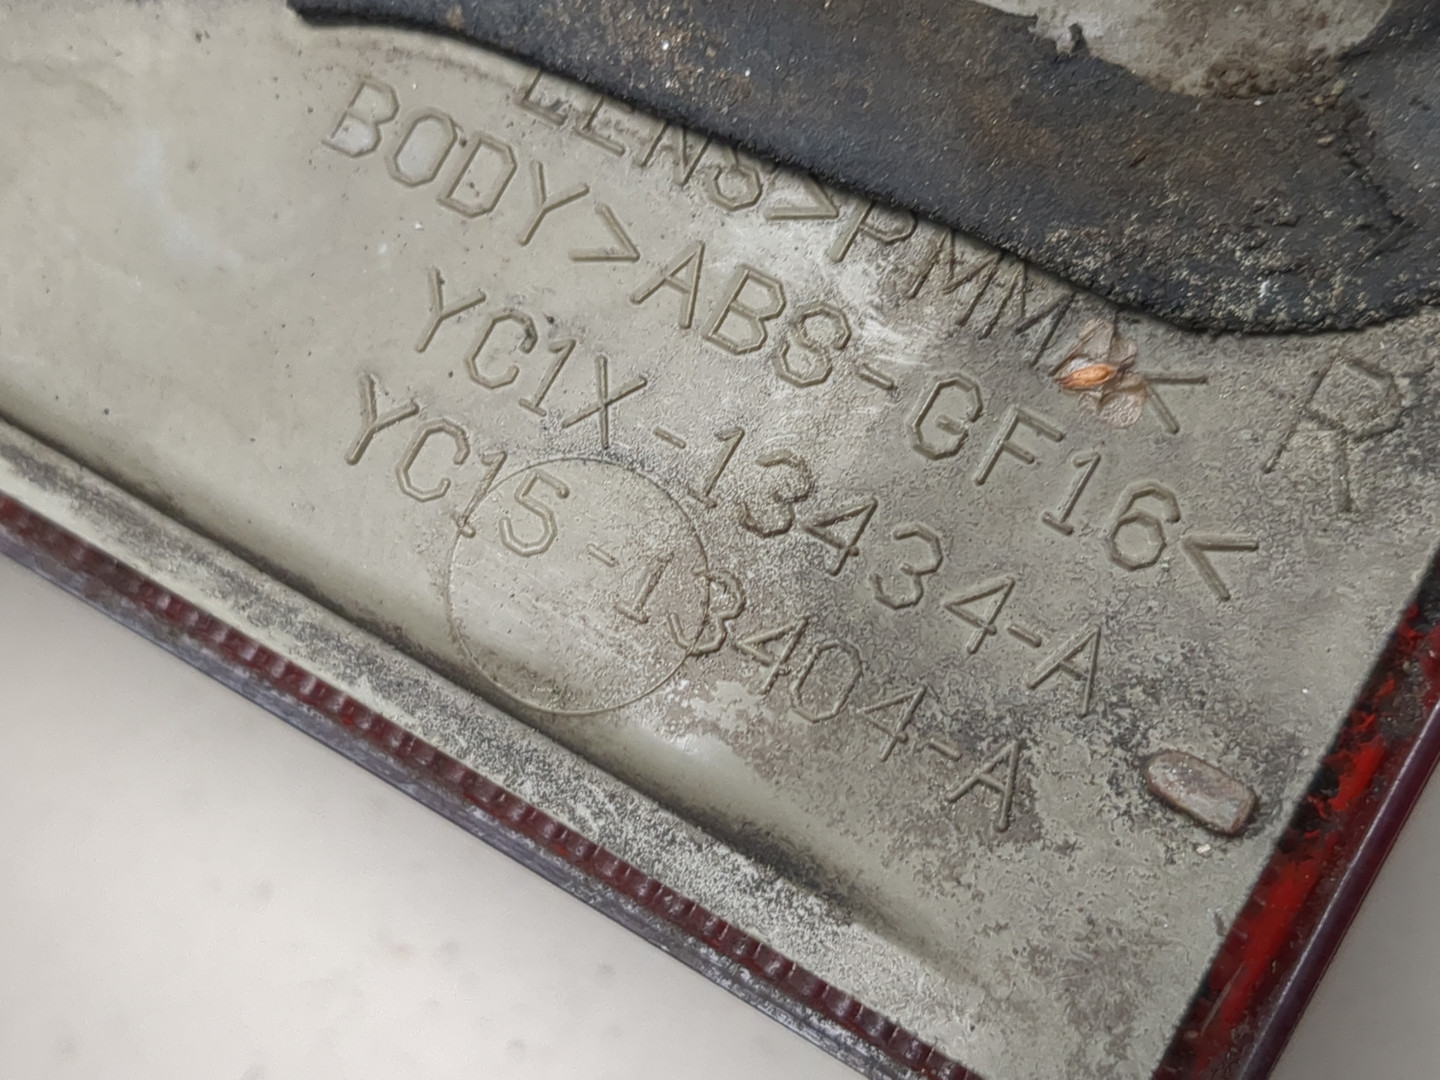 LENS>PMMA<
BODY>ABS-GF16<
YC1X-13434-A
YC15-13404-A
R